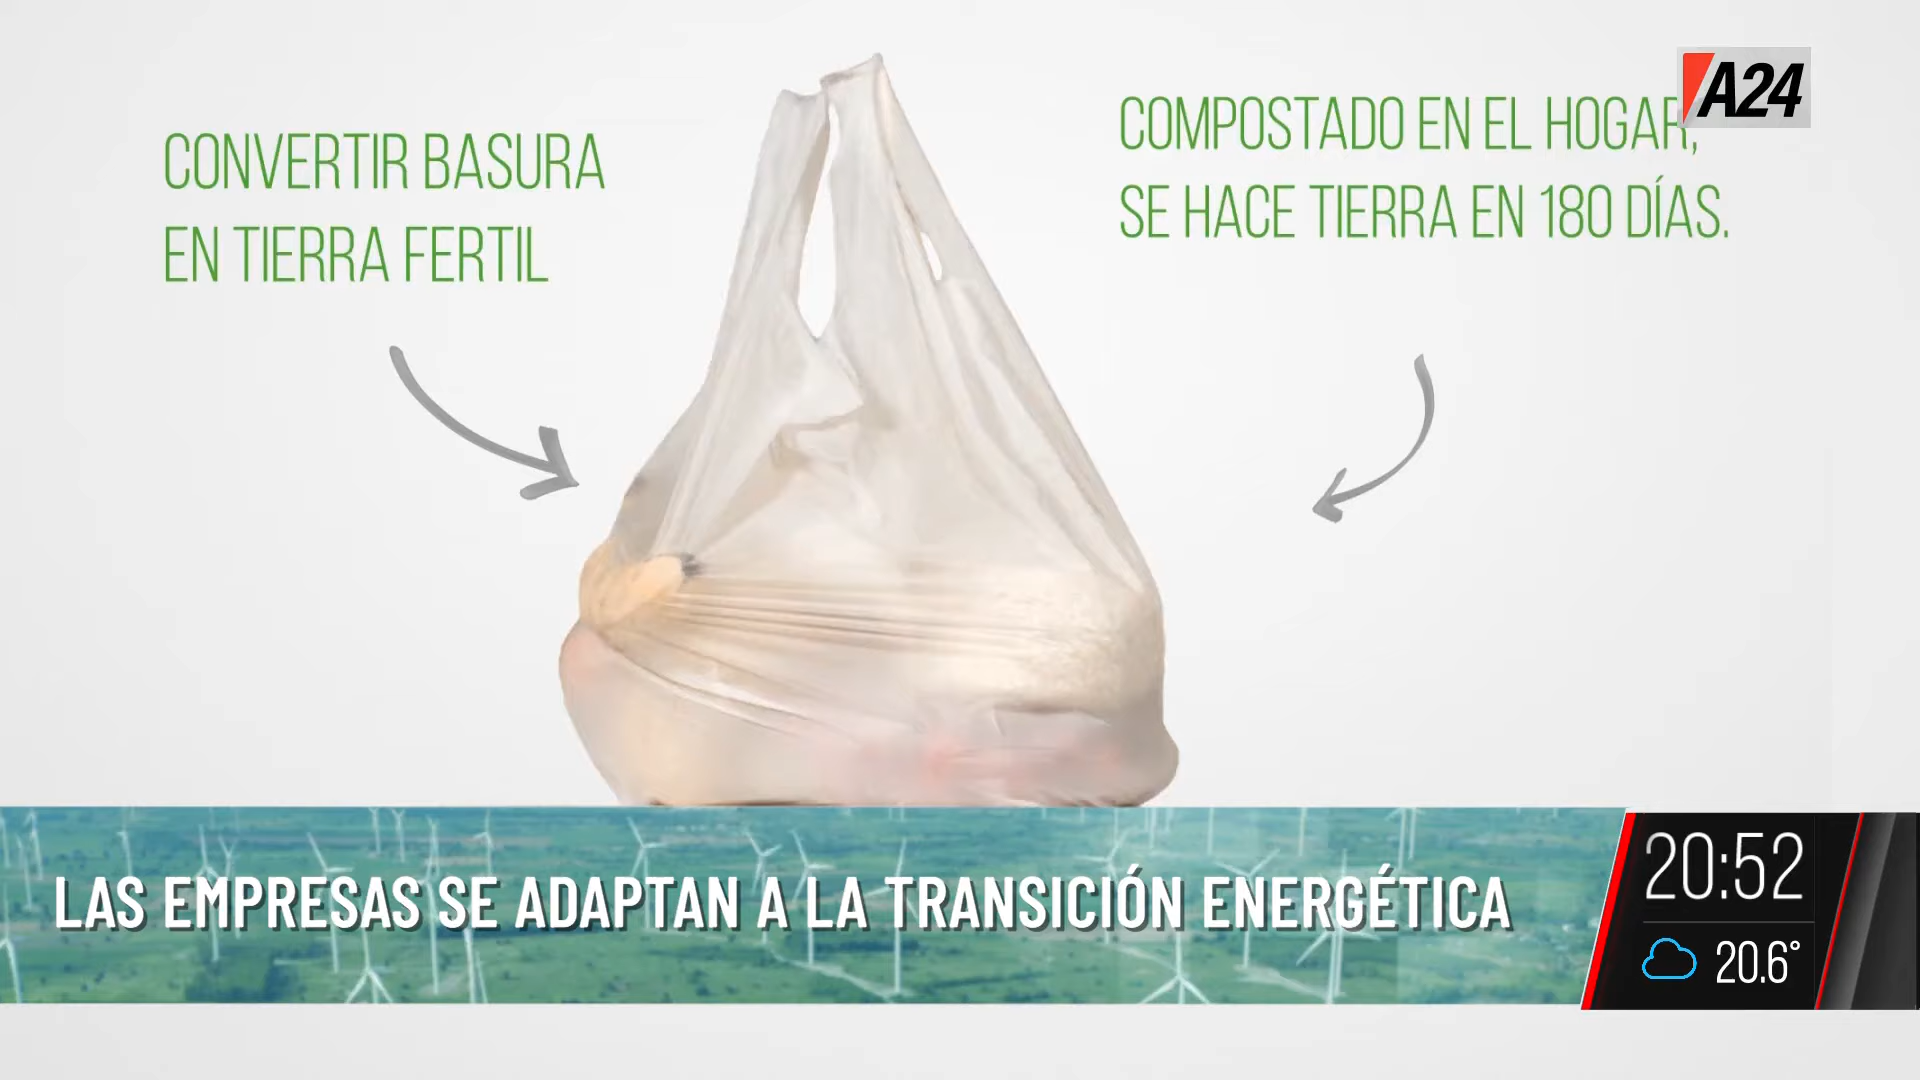 CONVERTIR BASURA
EN TIERRA FERTIL
COMPOSTADO EN EL HOGAR,
SE HACE TIERRA EN 180 DÍAS.
A24
LAS EMPRESAS SE ADAPTAN A LA TRANSICIÓN ENERGÉTICA
20:52
20.6°